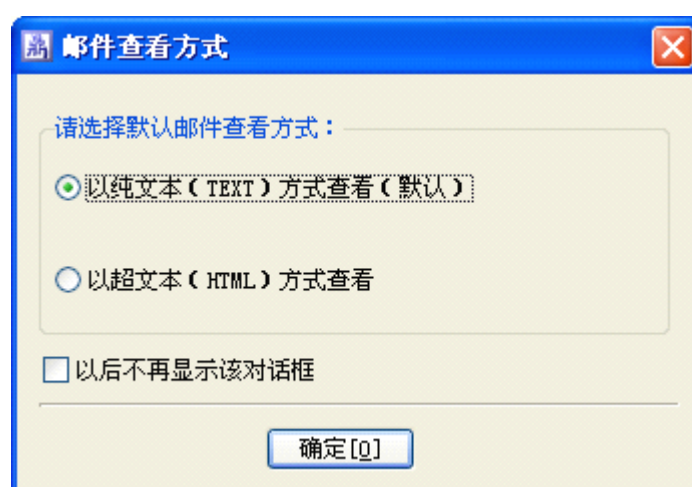 邮件查看方式
请选择默认邮件查看方式：
以纯文本(TEXT)方式查看(默认)
以超文本(HTML)方式查看
以后不再显示该对话框
确定[O]